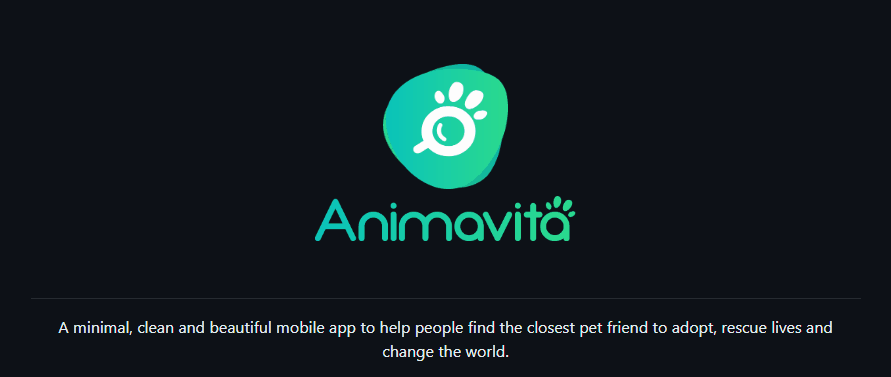 Animavita
A minimal, clean and beautiful mobile app to help people find the closest pet friend to adopt, rescue lives and
change the world.